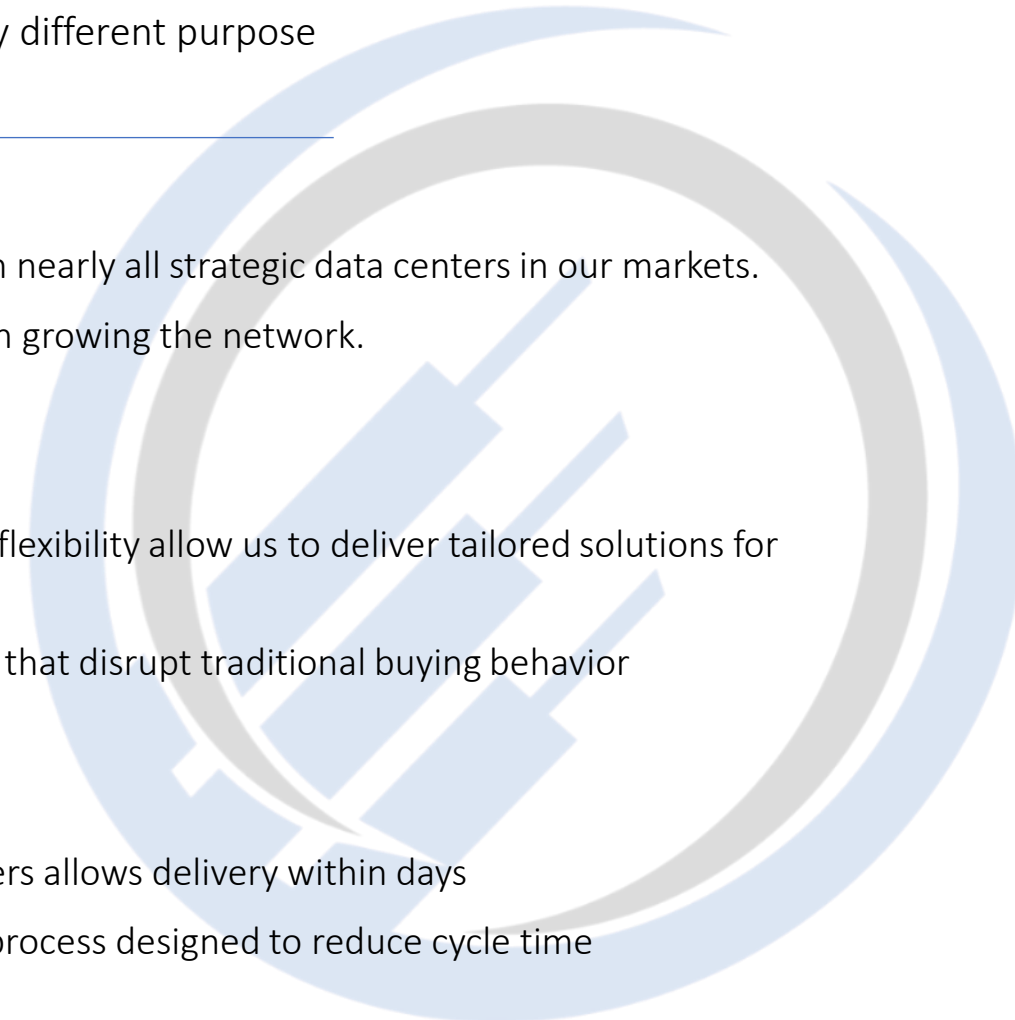 y different purpose
n nearly all strategic data centers in our markets.
n growing the network.
flexibility allow us to deliver tailored solutions for
that disrupt traditional buying behavior
ers allows delivery within days
process designed to reduce cycle time